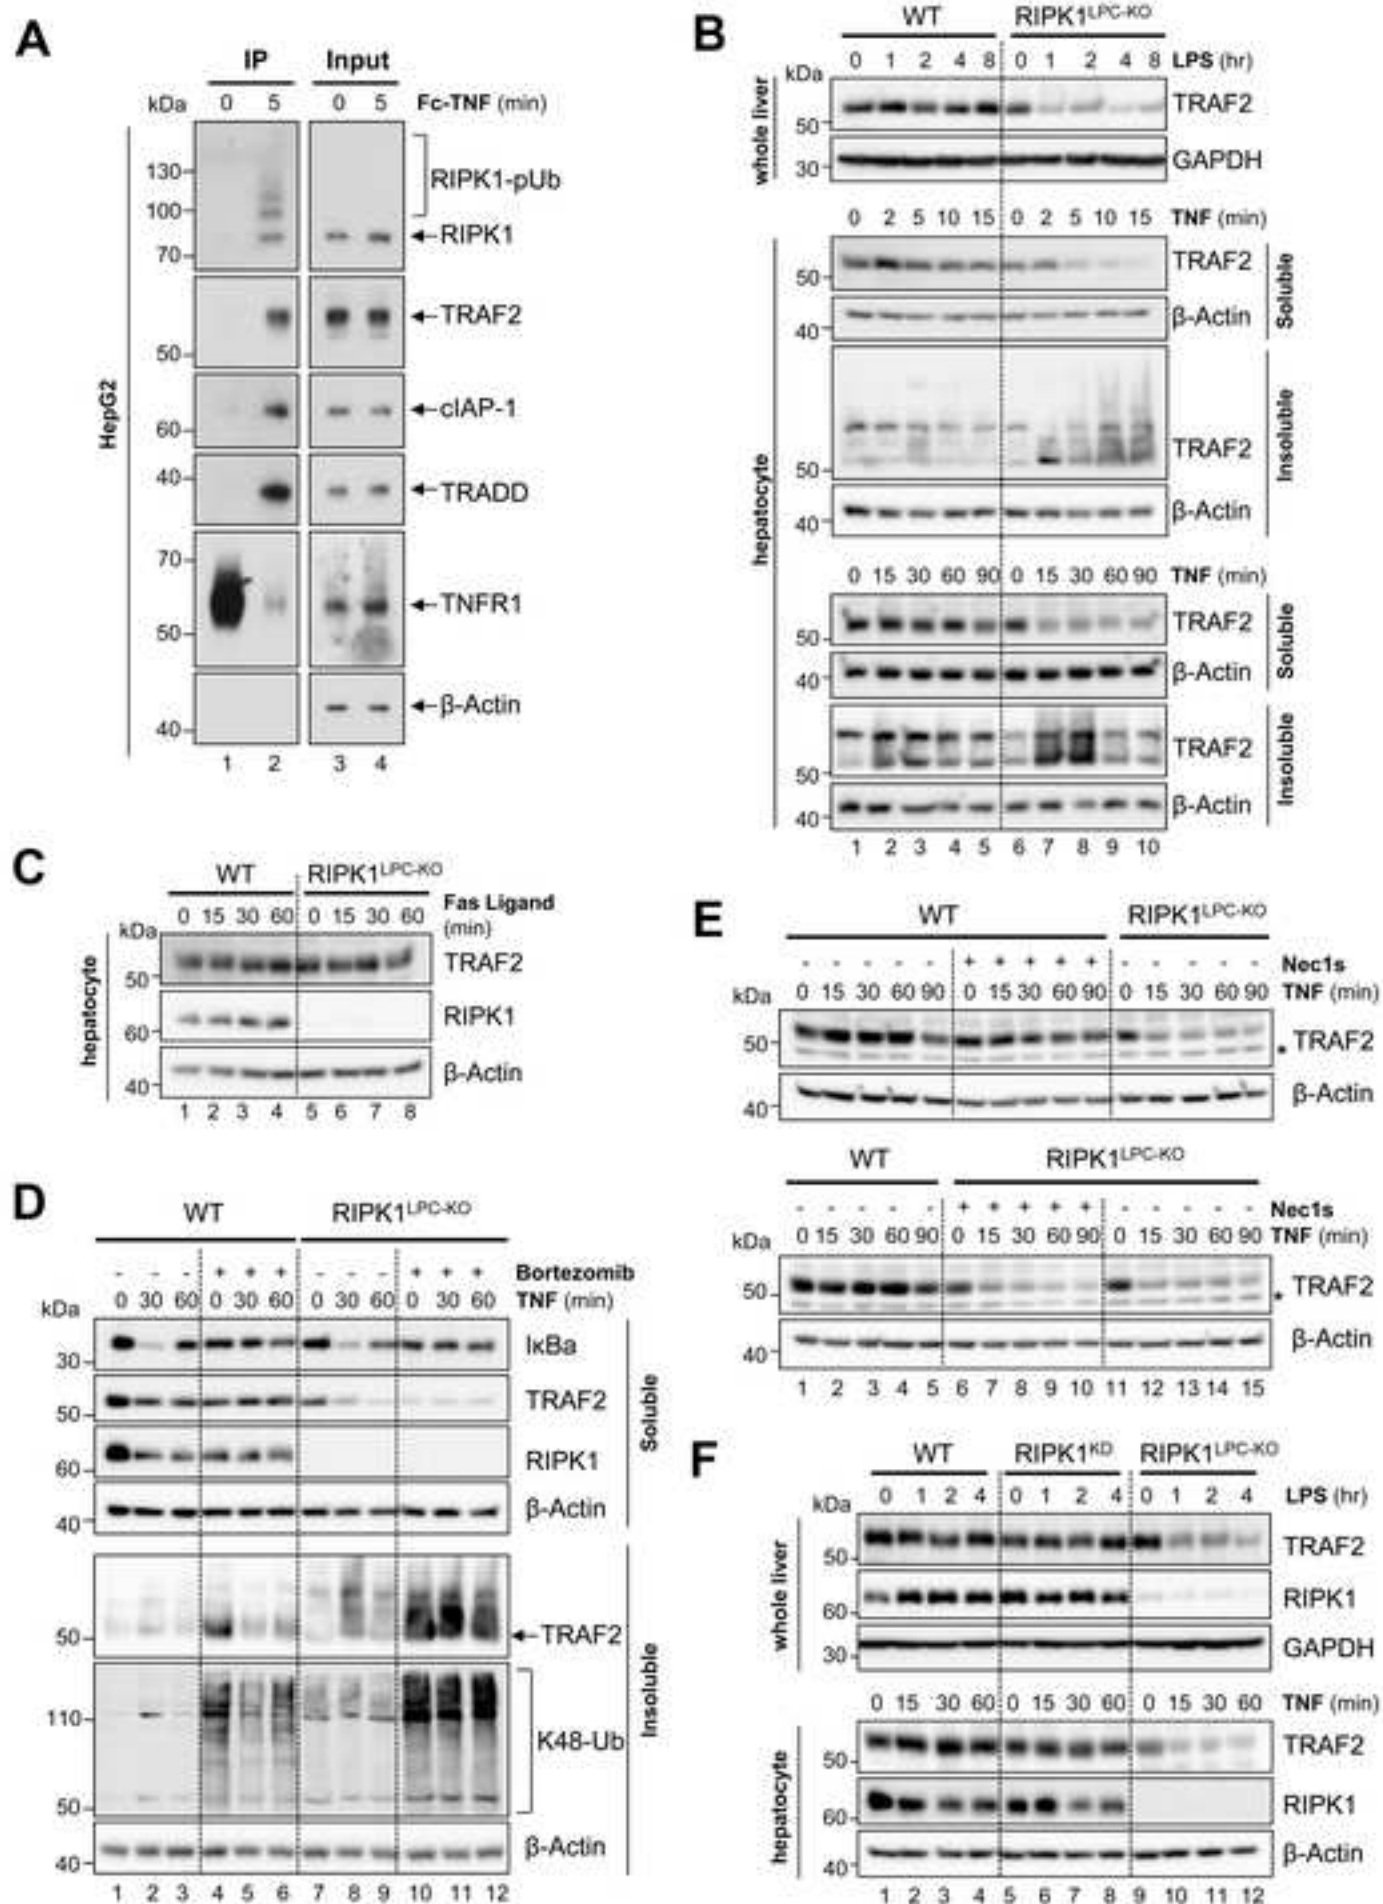 A
IP Input
kDa 0 5 0 5 Fc-TNF (min)
HepG2
130
100
70
RIPK1-pUb
RIPK1
50
TRAF2
60
cIAP-1
40
TRADD
70
50
TNFR1
40
β-Actin
1 2 3 4
B
WT RIPK1LPC-KO
kDa 0 1 2 4 8 0 1 2 4 8 LPS (hr)
whole liver
50 TRAF2
30 GAPDH
0 2 5 10 15 0 2 5 10 15 TNF (min)
hepatocyte
50 TRAF2
40 β-Actin
Soluble
50 TRAF2
40 β-Actin
Insoluble
0 15 30 60 90 0 15 30 60 90 TNF (min)
50 TRAF2
40 β-Actin
Soluble
50 TRAF2
40 β-Actin
Insoluble
1 2 3 4 5 6 7 8 9 10
C
WT RIPK1LPC-KO
kDa 0 15 30 60 0 15 30 60 Fas Ligand
(min)
hepatocyte
50 TRAF2
60 RIPK1
40 β-Actin
1 2 3 4 5 6 7 8
D
WT RIPK1LPC-KO
- - - + + + - - - + + + Bortezomib
kDa 0 30 60 0 30 60 0 30 60 0 30 60 TNF (min)
30 IκBa
50 TRAF2
60 RIPK1
40 β-Actin
Soluble
50 TRAF2
110
50
K48-Ub
40 β-Actin
Insoluble
1 2 3 4 5 6 7 8 9 10 11 12
E
WT RIPK1LPC-KO
- - - - - + + + + + - - - - - Nec1s
kDa 0 15 30 60 90 0 15 30 60 90 0 15 30 60 90 TNF (min)
50 TRAF2
*
40 β-Actin
WT RIPK1LPC-KO
- - - - - + + + + + - - - - - Nec1s
kDa 0 15 30 60 90 0 15 30 60 90 0 15 30 60 90 TNF (min)
50 TRAF2
*
40 β-Actin
1 2 3 4 5 6 7 8 9 10 11 12 13 14 15
F
WT RIPK1KD RIPK1LPC-KO
kDa 0 1 2 4 0 1 2 4 0 1 2 4 LPS (hr)
whole liver
50 TRAF2
60 RIPK1
30 GAPDH
0 15 30 60 0 15 30 60 0 15 30 60 TNF (min)
hepatocyte
50 TRAF2
60 RIPK1
40 β-Actin
1 2 3 4 5 6 7 8 9 10 11 12